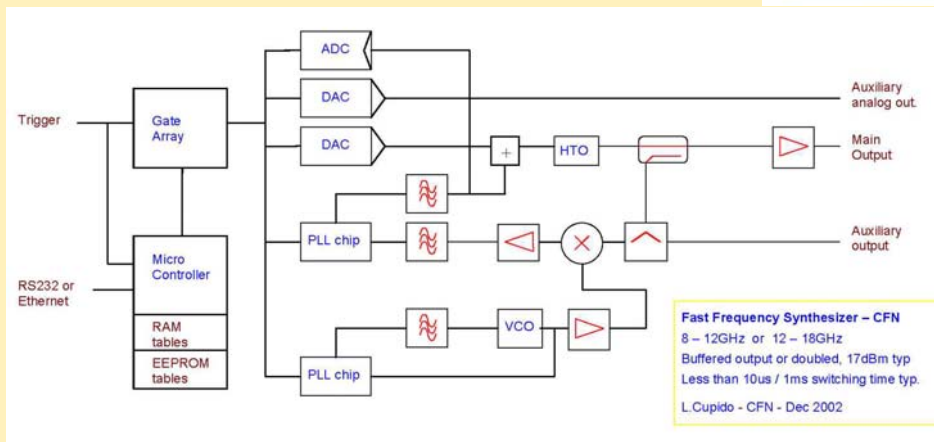 ADC
DAC
DAC
Trigger
Gate
Array
Auxiliary
analog out.
Main
Output
+
HTO
PLL chip
Micro
Controller
Auxiliary
output
RS232 or
Ethernet
RAM
tables
EEPROM
tables
VCO
PLL chip
Fast Frequency Synthesizer – CFN
8 – 12GHz or 12 – 18GHz
Buffered output or doubled, 17dBm typ
Less than 10us / 1ms switching time typ.
L.Cupido - CFN - Dec 2002